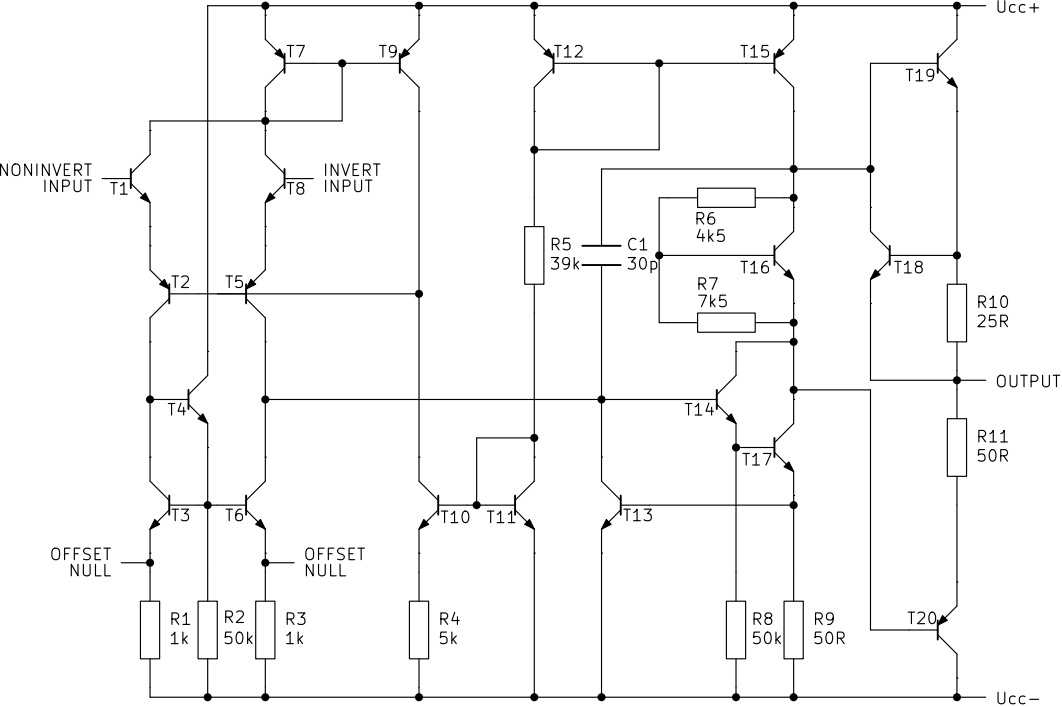 Ucc+
T7
T9
T12
T15
T19
NONINVERT
INPUT
T1
T8
INVERT
INPUT
R6
4k5
R5
39k
C1
30p
T16
T18
T2
T5
R7
7k5
R10
25R
OUTPUT
T4
T14
R11
50R
T17
T3
T6
T10
T11
T13
OFFSET
NULL
OFFSET
NULL
R1
1k
R2
50k
R3
1k
R4
5k
R8
50k
R9
50R
T20
Ucc-